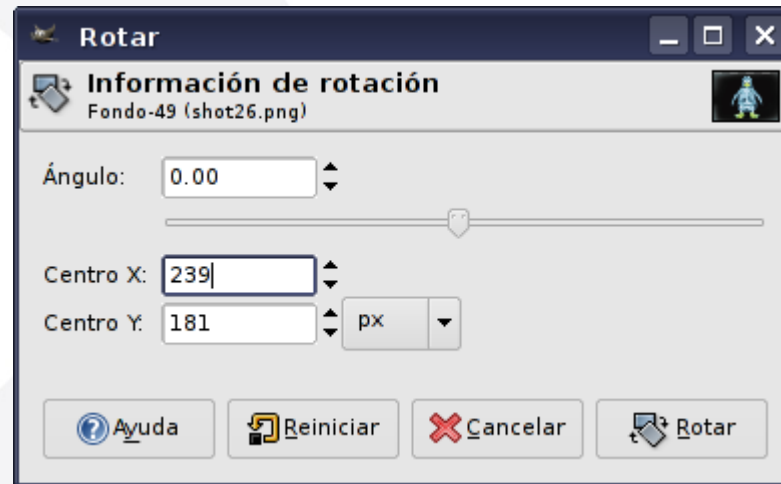 Rotar
Información de rotación
Fondo-49 (shot26.png)
Ángulo: 0.00
Centro X: 239
Centro Y: 181 px
Ayuda Reiniciar Cancelar Rotar